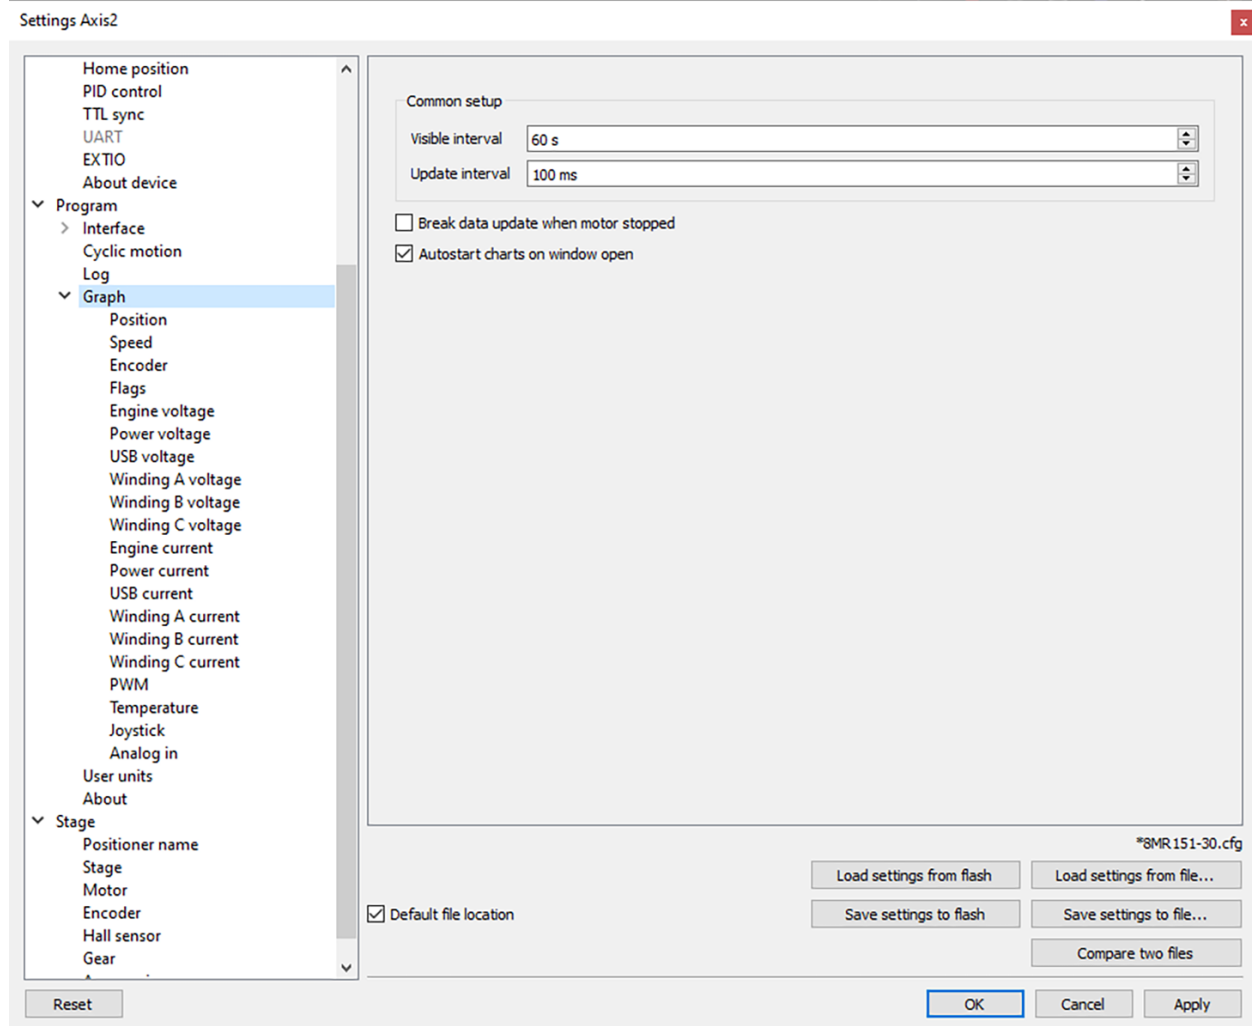 Settings Axis2
x
Home position
PID control
TTL sync
UART
EXTIO
About device
Program
Interface
Cyclic motion
Log
Graph
Position
Speed
Encoder
Flags
Engine voltage
Power voltage
USB voltage
Winding A voltage
Winding B voltage
Winding C voltage
Engine current
Power current
USB current
Winding A current
Winding B current
Winding C current
PWM
Temperature
Joystick
Analog in
User units
About
Stage
Positioner name
Stage
Motor
Encoder
Hall sensor
Gear
Common setup
Visible interval 60 s
Update interval 100 ms
Break data update when motor stopped
Autostart charts on window open
*8MR151-30.cfg
Load settings from flash Load settings from file...
Default file location Save settings to flash Save settings to file...
Compare two files
Reset OK Cancel Apply